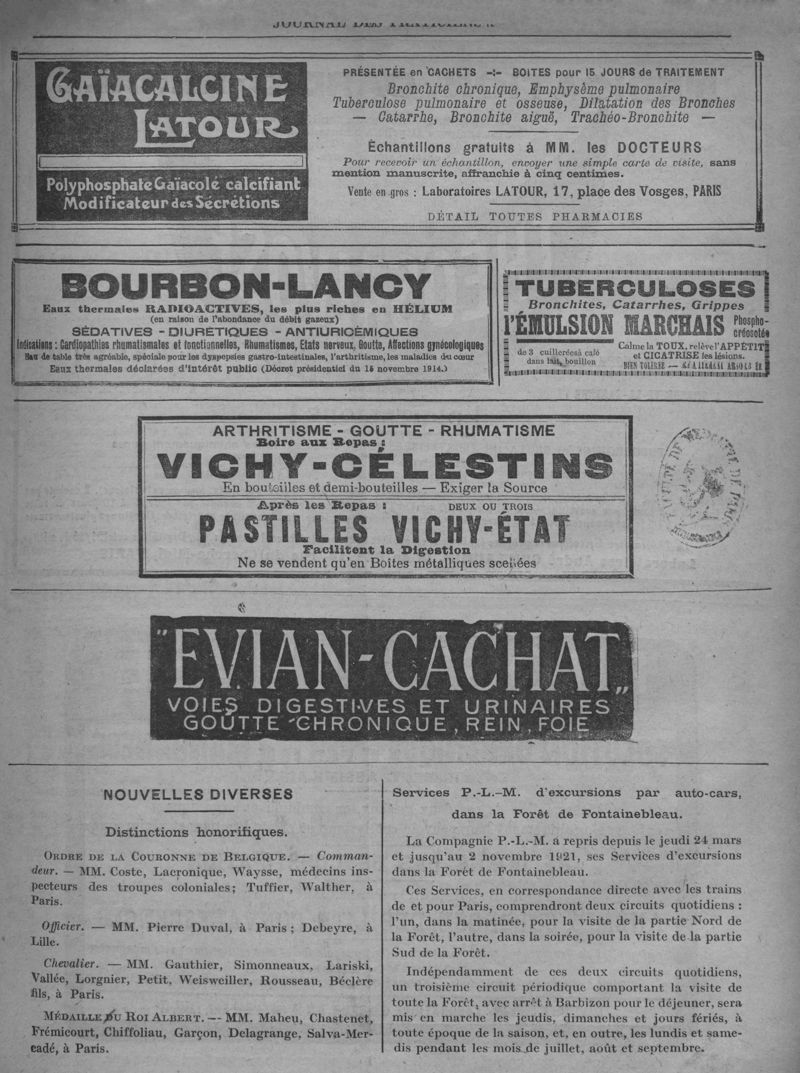 JOURNAL DES PRATICIENS
GAÏACALCINE
LATOUR
Polyphosphate Gaïacolé calcifiant
Modificateur des Sécrétions
PRÉSENTÉE en CACHETS -:- BOITES pour 15 JOURS de TRAITEMENT
Bronchite chronique, Emphysème pulmonaire
Tuberculose pulmonaire et osseuse, Dilatation des Bronches
— Catarrhe, Bronchite aiguë, Trachéo-Bronchite —
Échantillons gratuits à MM. les DOCTEURS
Pour recevoir un échantillon, envoyer une simple carte de visite, sans
mention manuscrite, affranchie à cinq centimes.
Vente en gros : Laboratoires LATOUR, 17, place des Vosges, PARIS
DÉTAIL TOUTES PHARMACIES
BOURBON-LANCY
Eaux thermales RADIOACTIVES, les plus riches en HÉLIUM
(en raison de l'abondance du débit gazeux)
SÉDATIVES - DIURÉTIQUES - ANTIURICÉMIQUES
Indications : Cardiopathies rhumatismales et fonctionnelles, Rhumatismes, Etats nerveux, Goutte, Affections gynécologiques
Eau de table très agréable, spéciale pour les dyspepsies gastro-intestinales, l'arthritisme, les maladies du cœur
Eaux thermales déclarées d'intérêt public (Décret présidentiel du 15 novembre 1914.)
TUBERCULOSES
Bronchites, Catarrhes, Grippes
l'ÉMULSION MARCHAIS Phospho-
créosotée
de 3 cuillerées à café
dans lait, bouillon
Calme la TOUX, relève l'APPÉTIT
et CICATRISE les lésions.
BIEN TOLÉRÉE —
ARTHRITISME - GOUTTE - RHUMATISME
Boire aux Repas :
VICHY-CÉLESTINS
En bouteilles et demi-bouteilles — Exiger la Source
Après les Repas : DEUX OU TROIS
PASTILLES VICHY-ÉTAT
Facilitent la Digestion
Ne se vendent qu'en Boîtes métalliques scellées
"EVIAN-CACHAT"
VOIES DIGESTIVES ET URINAIRES
GOUTTE CHRONIQUE, REIN, FOIE
NOUVELLES DIVERSES
Distinctions honorifiques.
ORDRE DE LA COURONNE DE BELGIQUE. — Comman-
deur. — MM. Coste, Lacronique, Waysse, médecins ins-
pecteurs des troupes coloniales; Tuffier, Walther, à
Paris.
Officier. — MM. Pierre Duval, à Paris; Debeyre, à
Lille.
Chevalier. — MM. Gauthier, Simonneaux, Lariski,
Vallée, Lorgnier, Petit, Weisweiller, Rousseau, Béclère
fils, à Paris.
MÉDAILLE DU ROI ALBERT. — MM. Maheu, Chastenet,
Frémicourt, Chiffoliau, Garçon, Delagrange, Salva-Mer-
cadé, à Paris.
Services P.-L.-M. d'excursions par auto-cars,
dans la Forêt de Fontainebleau.
La Compagnie P.-L.-M. a repris depuis le jeudi 24 mars
et jusqu'au 2 novembre 1921, ses Services d'excursions
dans la Forêt de Fontainebleau.
Ces Services, en correspondance directe avec les trains
de et pour Paris, comprendront deux circuits quotidiens :
l'un, dans la matinée, pour la visite de la partie Nord de
la Forêt, l'autre, dans la soirée, pour la visite de la partie
Sud de la Forêt.
Indépendamment de ces deux circuits quotidiens,
un troisième circuit périodique comportant la visite de
toute la Forêt, avec arrêt à Barbizon pour le déjeuner, sera
mis en marche les jeudis, dimanches et jours fériés, à
toute époque de la saison, et, en outre, les lundis et same-
dis pendant les mois de juillet, août et septembre.